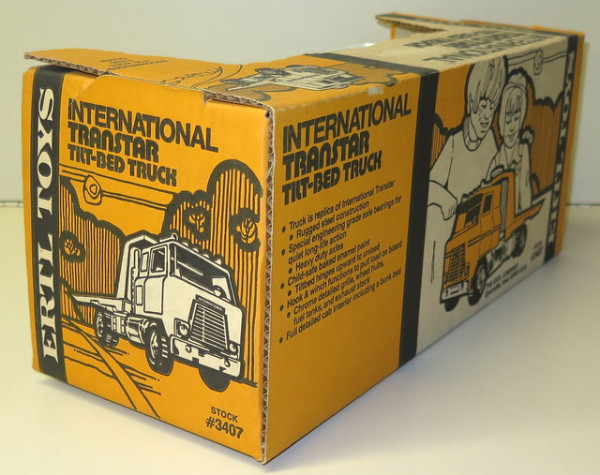 ERTL TOYS
INTERNATIONAL
TRANSTAR
TILT-BED TRUCK
STOCK
#3407
INTERNATIONAL
TRANSTAR
TILT-BED TRUCK
• Truck is replica of International Transtar
• Rugged steel construction
• Special engineering grade axle bearings for
quiet long-life action
• Heavy duty axles
• Child-safe baked enamel paint
• Tiltbed hinges upward to unload
• Hook & winch functions to pull load on board
• Chrome detailed grille, wheel hubs,
fuel tanks, and exhaust stack
• Full detailed cab interior including a bunk bed
ERTL TOYS